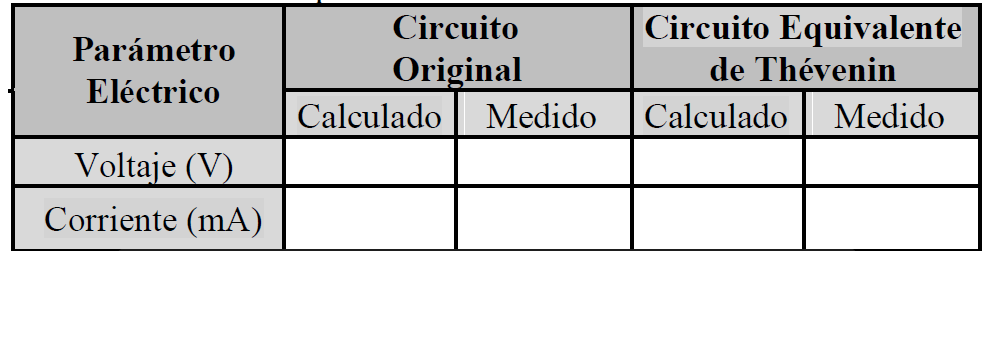 Parámetro
Eléctrico
Circuito
Original
Circuito Equivalente
de Thévenin
Calculado
Medido
Calculado
Medido
Voltaje (V)
Corriente (mA)